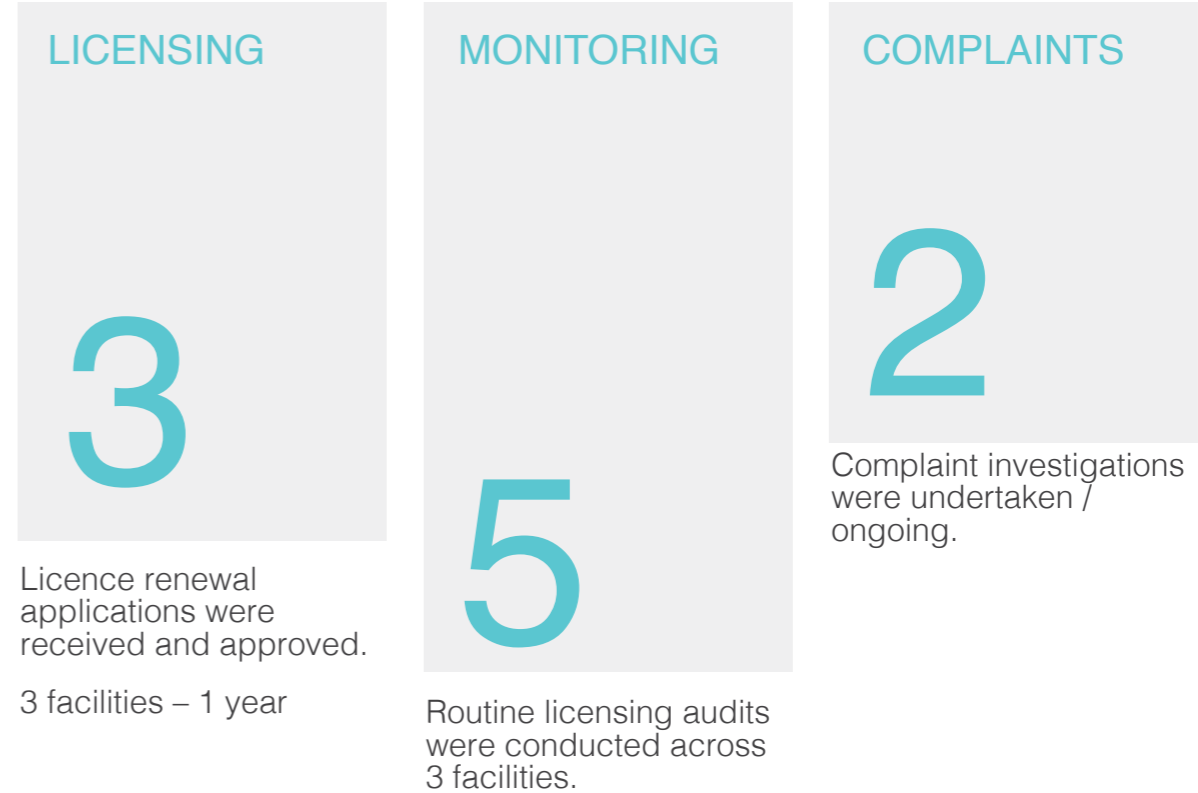 LICENSING
3
Licence renewal
applications were
received and approved.
3 facilities – 1 year
MONITORING
5
Routine licensing audits
were conducted across
3 facilities.
COMPLAINTS
2
Complaint investigations
were undertaken /
ongoing.